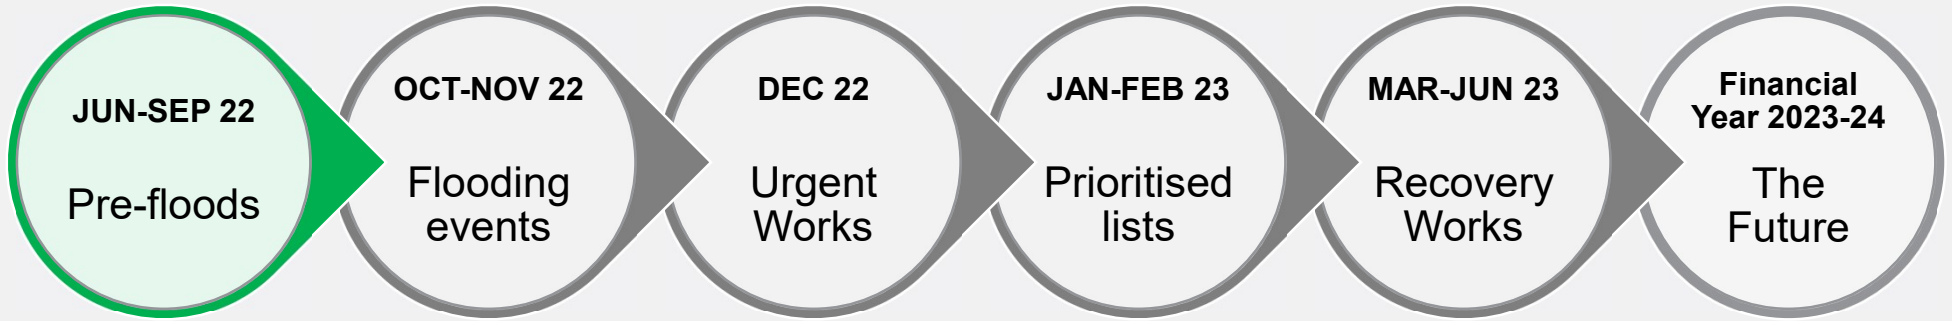 JUN-SEP 22
Pre-floods
OCT-NOV 22
Flooding
events
DEC 22
Urgent
Works
JAN-FEB 23
Prioritised
lists
MAR-JUN 23
Recovery
Works
Financial
Year 2023-24
The
Future